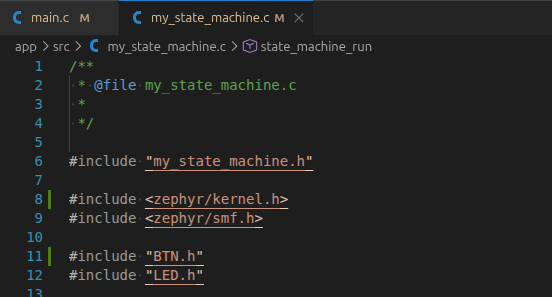 main.c M
my_state_machine.c M
app > src > C my_state_machine.c > state_machine_run
1 /**
2 * @file my_state_machine.c
3 *
4 */
5
6 #include "my_state_machine.h"
7
8 #include <zephyr/kernel.h>
9 #include <zephyr/smf.h>
10
11 #include "BTN.h"
12 #include "LED.h"
13